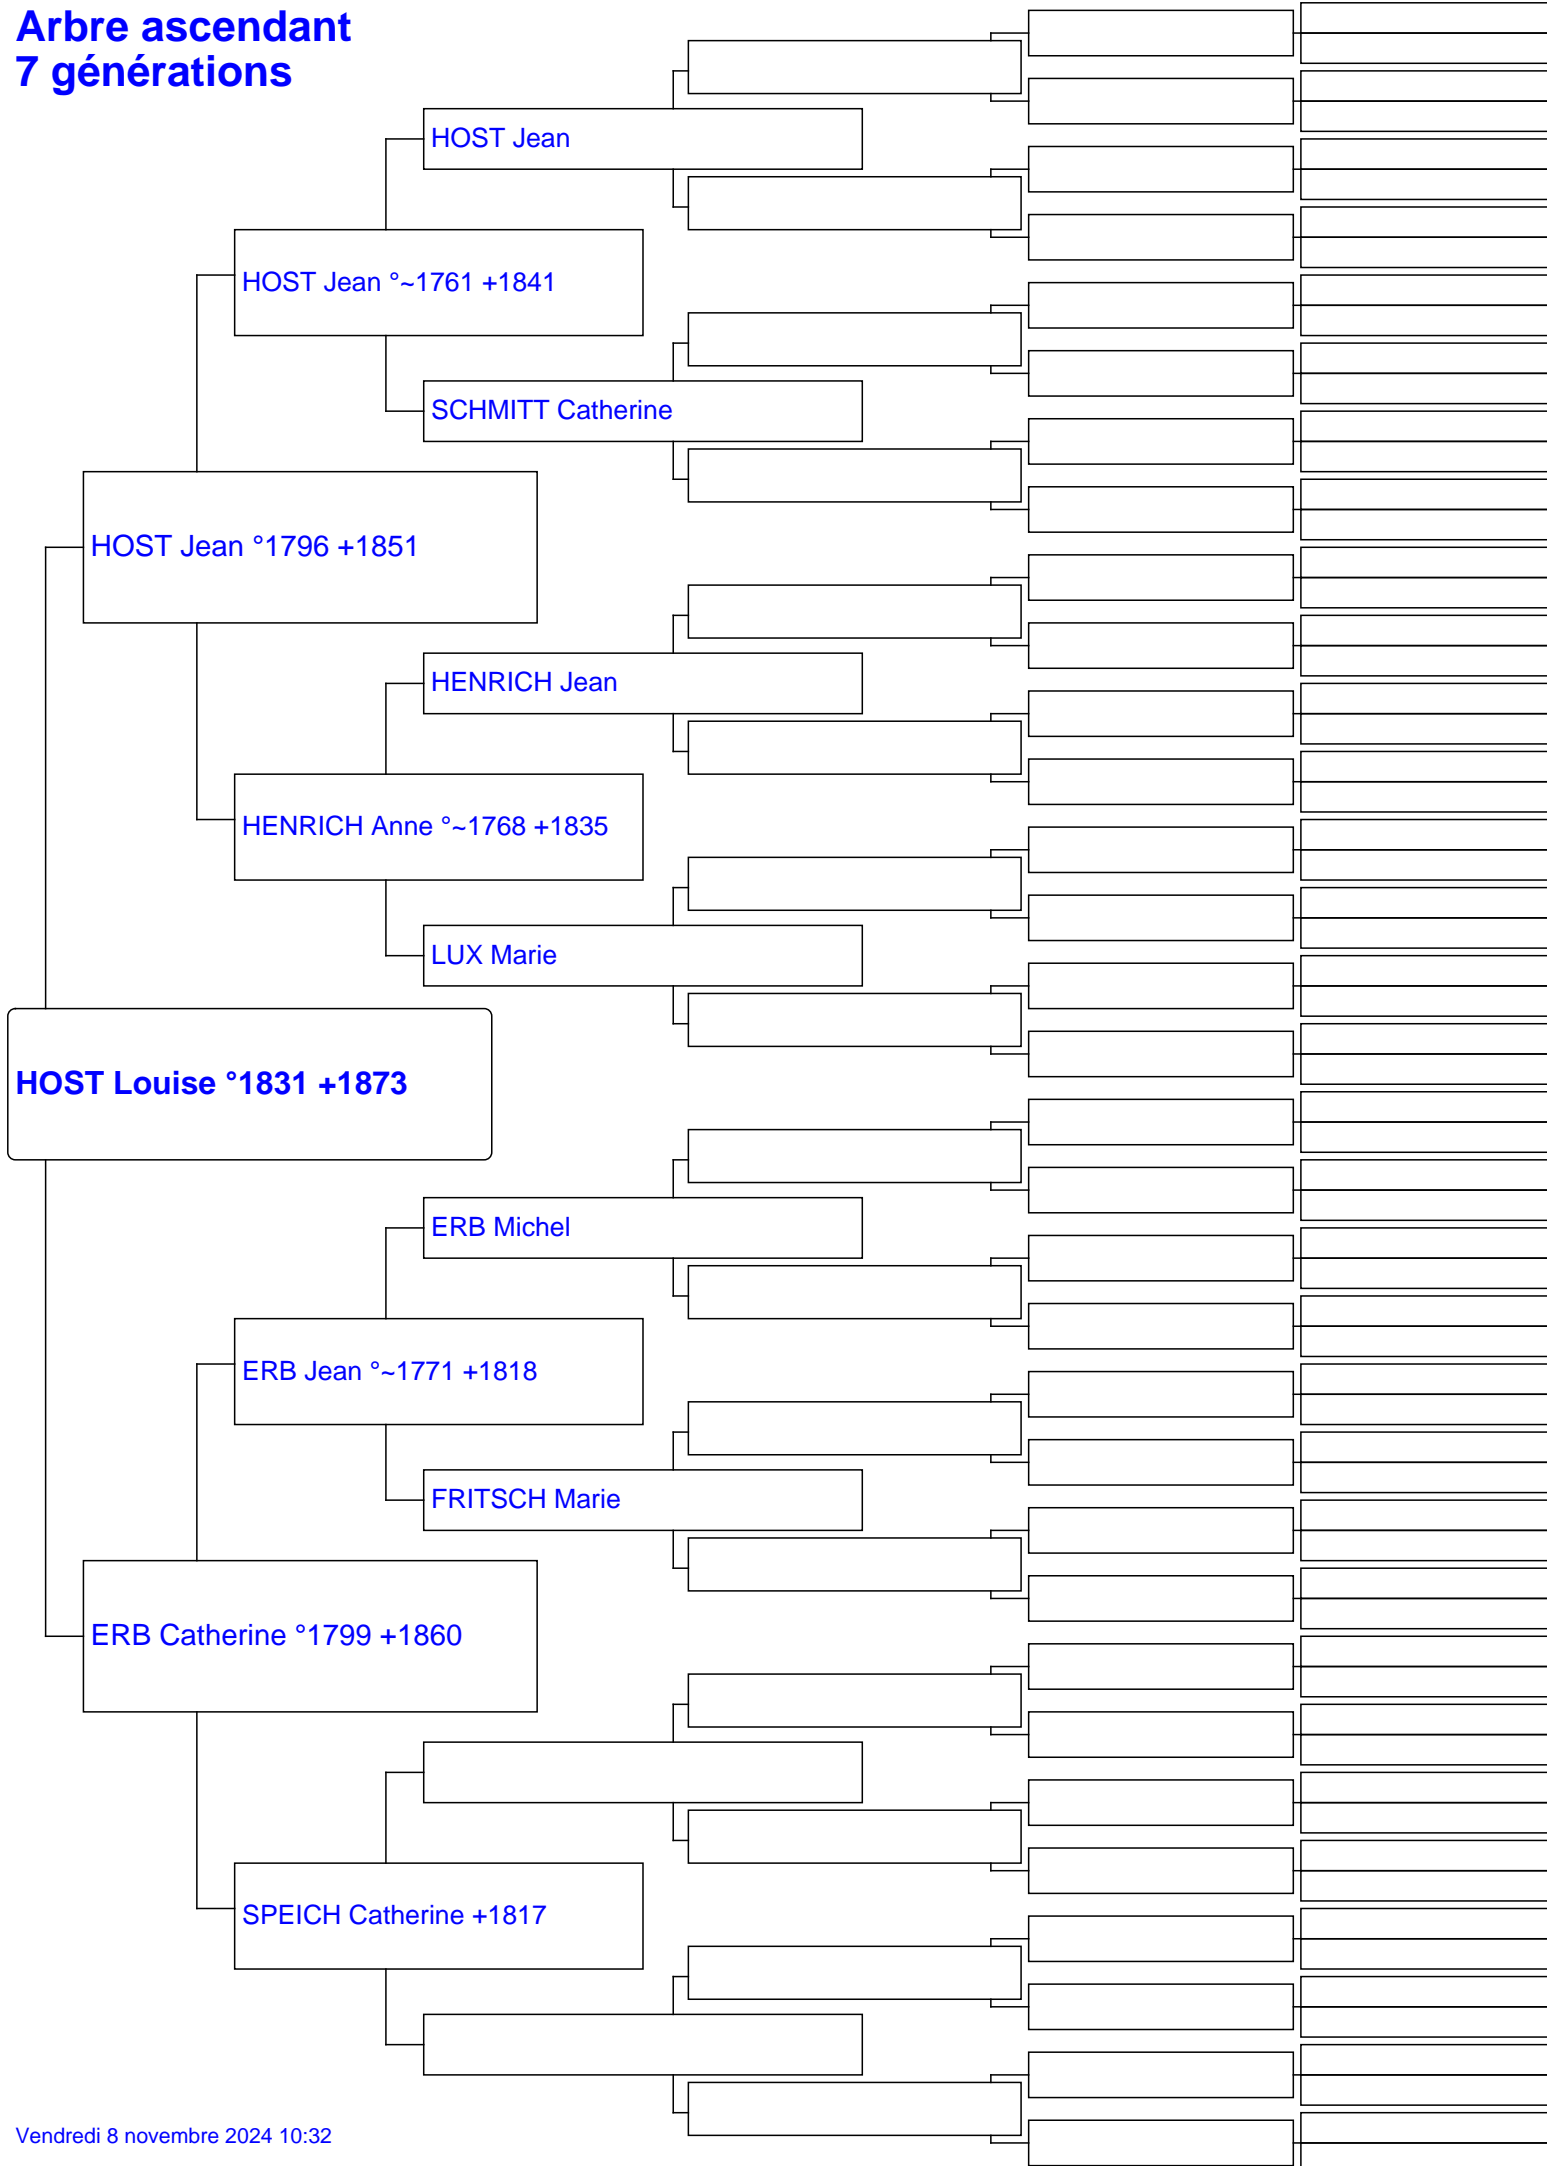 Arbre ascendant
7 générations
HOST Jean
HOST Jean °~1761 +1841
SCHMITT Catherine
HOST Jean °1796 +1851
HENRICH Jean
HENRICH Anne °~1768 +1835
LUX Marie
HOST Louise °1831 +1873
ERB Michel
ERB Jean °~1771 +1818
FRITSCH Marie
ERB Catherine °1799 +1860
SPEICH Catherine +1817
Vendredi 8 novembre 2024 10:32